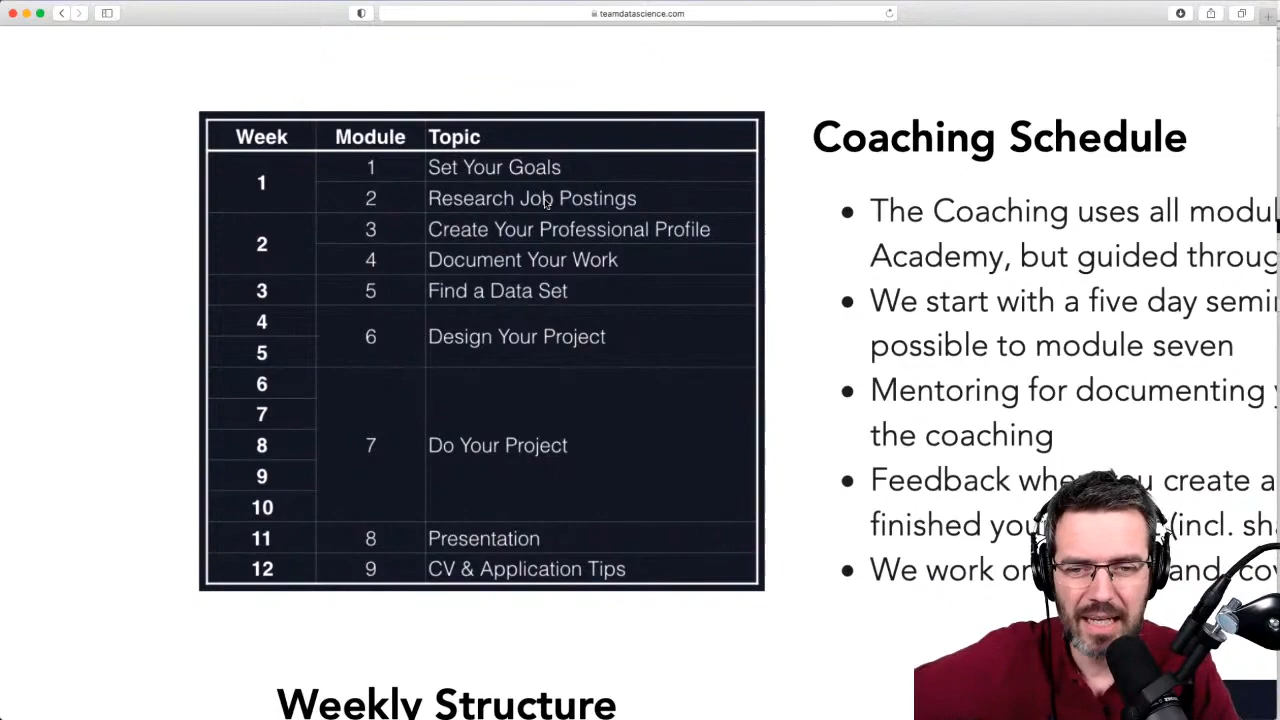 teamdatascience.com
Week Module Topic
1 1 Set Your Goals
2 Research Job Postings
2 3 Create Your Professional Profile
4 Document Your Work
3 5 Find a Data Set
4
6 Design Your Project
5
6
7
8 7 Do Your Project
9
10
11 8 Presentation
12 9 CV & Application Tips
Coaching Schedule
The Coaching uses all modu
Academy, but guided throug
We start with a five day semi
possible to module seven
Mentoring for documenting
the coaching
Feedback whe u create a
finished you (incl. sh
We work on and, co
Weekly Structure